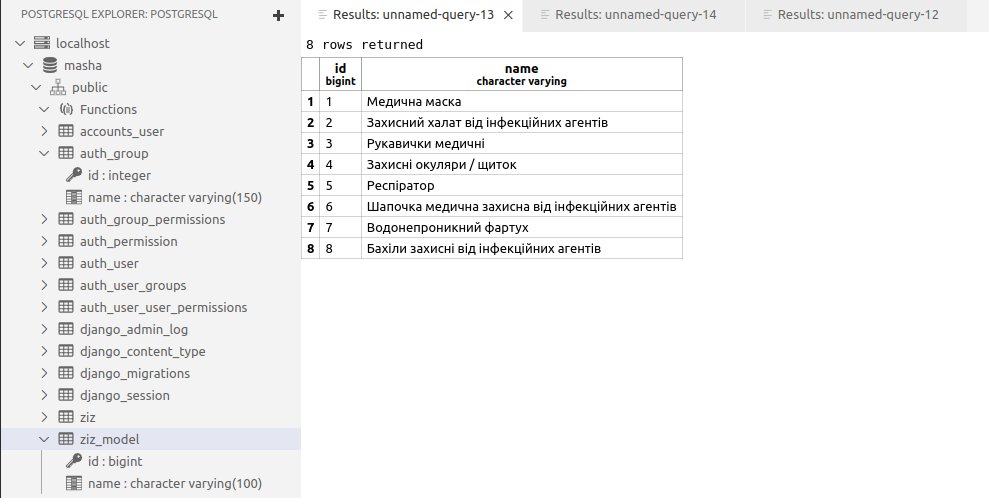 POSTGRESQL EXPLORER: POSTGRESQL
localhost
masha
public
Functions
accounts_user
auth_group
id : integer
name : character varying(150)
auth_group_permissions
auth_permission
auth_user
auth_user_groups
auth_user_user_permissions
django_admin_log
django_content_type
django_migrations
django_session
ziz
ziz_model
id : bigint
name : character varying(100)
Results: unnamed-query-13 Results: unnamed-query-14 Results: unnamed-query-12
8 rows returned
id name
bigint character varying
1 1 Медична маска
2 2 Захисний халат від інфекційних агентів
3 3 Рукавички медичні
4 4 Захисні окуляри / щиток
5 5 Респіратор
6 6 Шапочка медична захисна від інфекційних агентів
7 7 Водонепроникний фартух
8 8 Бахіли захисні від інфекційних агентів